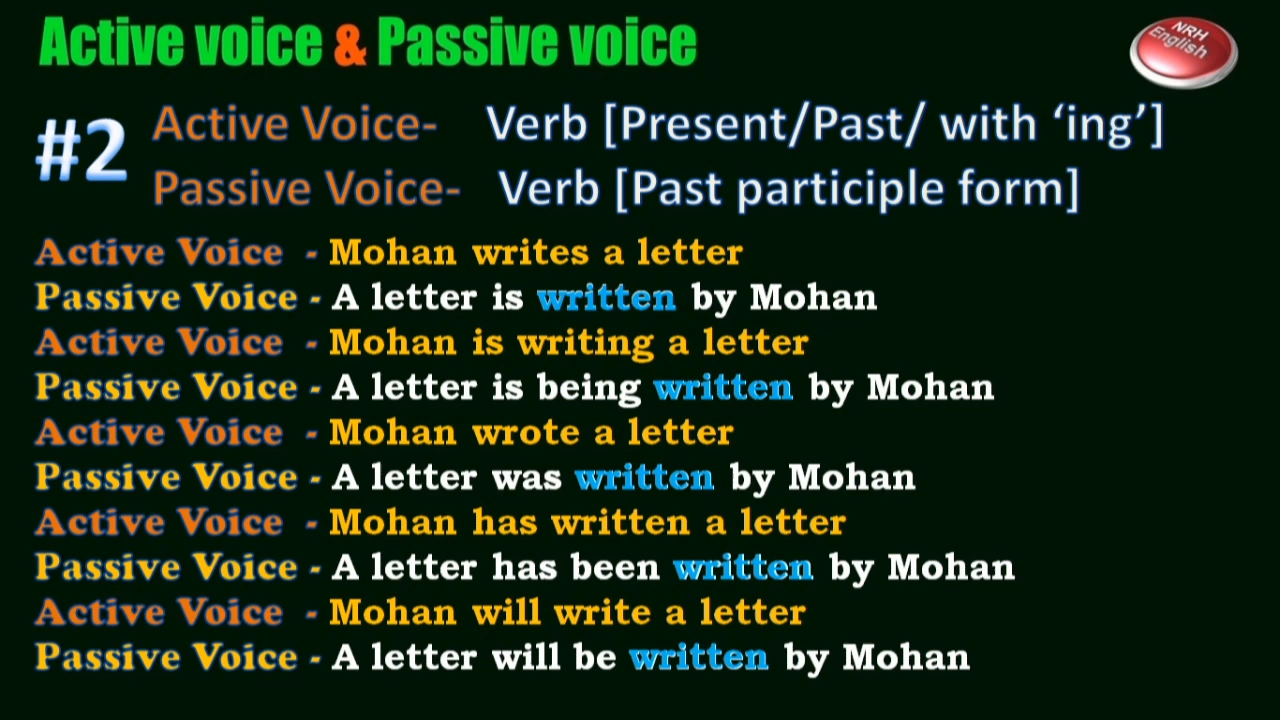 Active voice & Passive voice
NRH
English
#2
Active Voice- Verb [Present/Past/ with ‘ing’]
Passive Voice- Verb [Past participle form]
Active Voice - Mohan writes a letter
Passive Voice - A letter is written by Mohan
Active Voice - Mohan is writing a letter
Passive Voice - A letter is being written by Mohan
Active Voice - Mohan wrote a letter
Passive Voice - A letter was written by Mohan
Active Voice - Mohan has written a letter
Passive Voice - A letter has been written by Mohan
Active Voice - Mohan will write a letter
Passive Voice - A letter will be written by Mohan